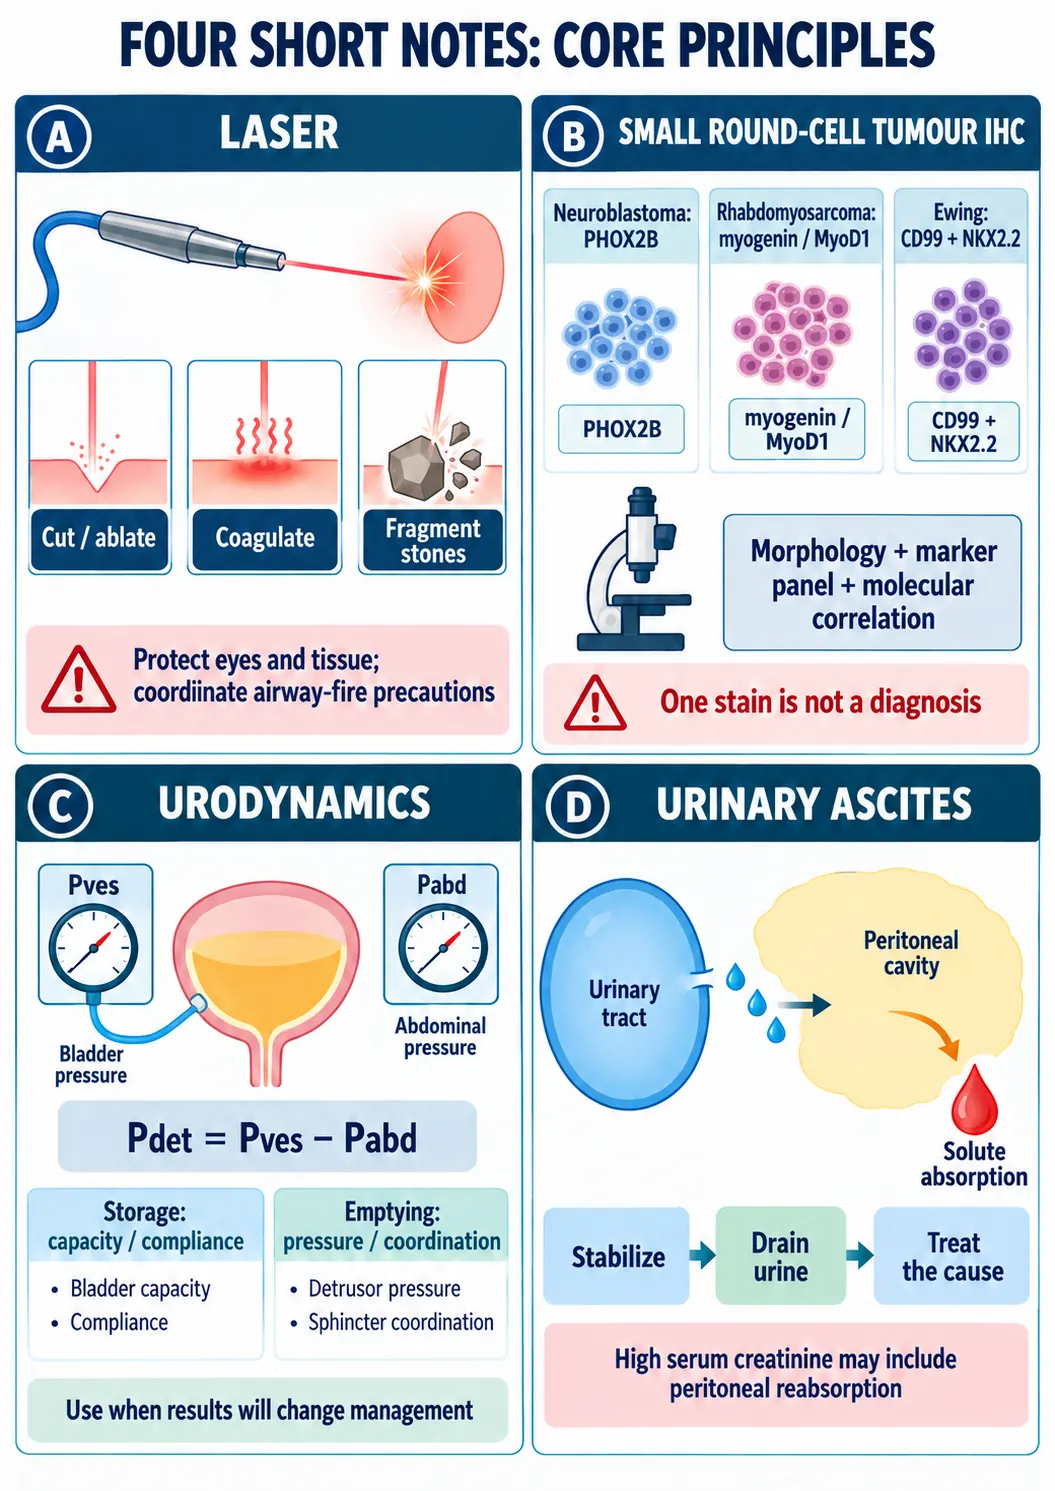 FOUR SHORT NOTES: CORE PRINCIPLES
A
LASER
Cut / ablate
Coagulate
Fragment
stones
Protect eyes and tissue;
coordiinate airway-fire precautions
B
SMALL ROUND-CELL TUMOUR IHC
Neuroblastoma:
PHOX2B
Rhabdomyosarcoma:
myogenin / MyoD1
Ewing:
CD99 + NKX2.2
PHOX2B
myogenin /
MyoD1
CD99 +
NKX2.2
Morphology + marker
panel + molecular
correlation
One stain is not a diagnosis
C
URODYNAMICS
Pves
Bladder
pressure
Pabd
Abdominal
pressure
Pdet = Pves – Pabd
Storage:
capacity / compliance
• Bladder capacity
• Compliance
Emptying:
pressure / coordination
• Detrusor pressure
• Sphincter coordination
Use when results will change management
D
URINARY ASCITES
Urinary
tract
Peritoneal
cavity
Solute
absorption
Stabilize
Drain
urine
Treat
the cause
High serum creatinine may include
peritoneal reabsorption